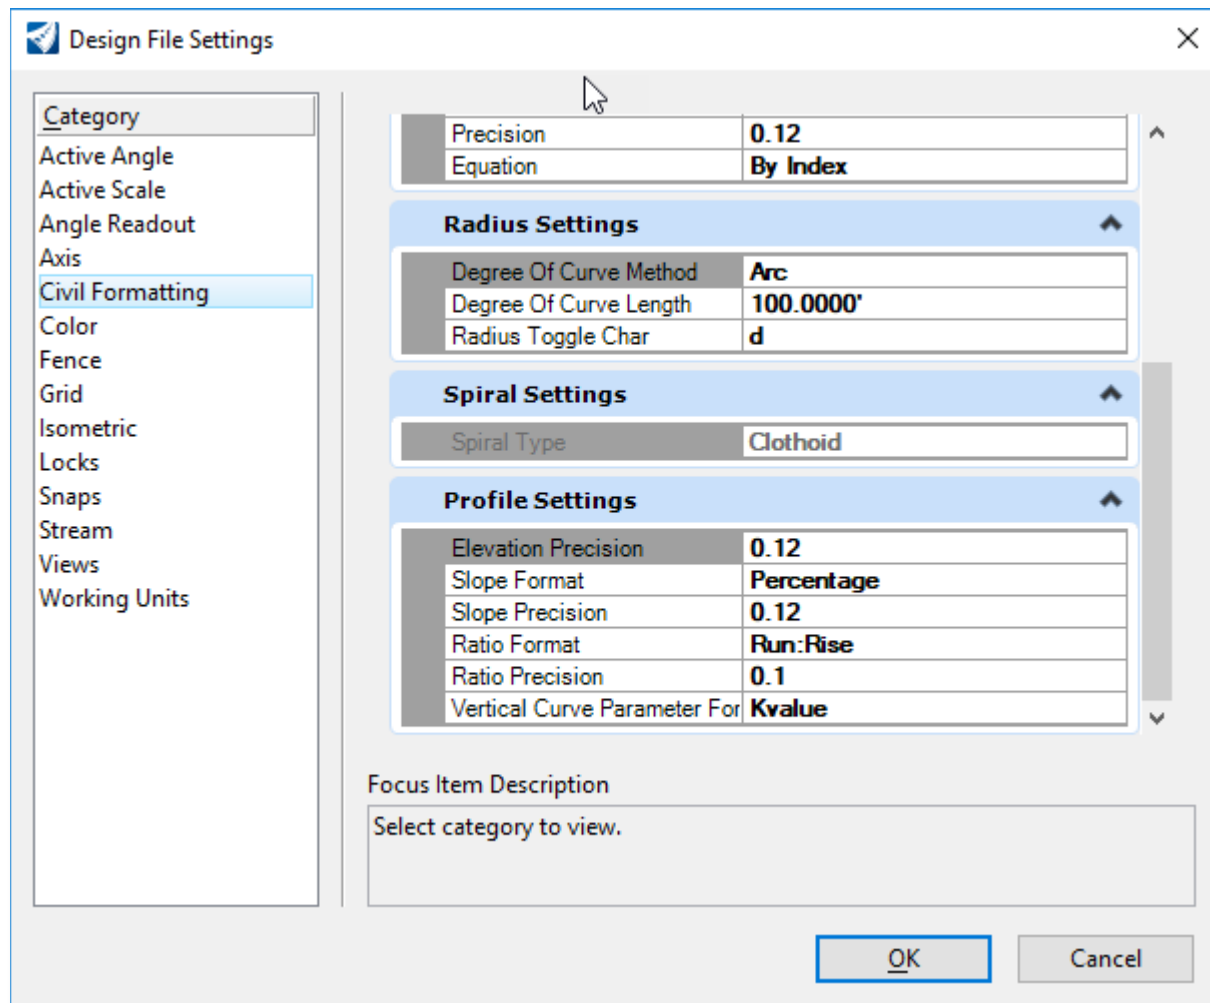 Design File Settings
Category
Active Angle
Active Scale
Angle Readout
Axis
Civil Formatting
Color
Fence
Grid
Isometric
Locks
Snaps
Stream
Views
Working Units
Precision 0.12
Equation By Index
Radius Settings
Degree Of Curve Method Arc
Degree Of Curve Length 100.0000'
Radius Toggle Char d
Spiral Settings
Spiral Type Clothoid
Profile Settings
Elevation Precision 0.12
Slope Format Percentage
Slope Precision 0.12
Ratio Format Run:Rise
Ratio Precision 0.1
Vertical Curve Parameter For Kvalue
Focus Item Description
Select category to view.
OK Cancel